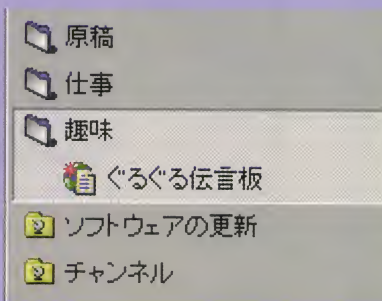 原稿
仕事
趣味
ぐるぐる伝言板
ソフトウェアの更新
チャンネル